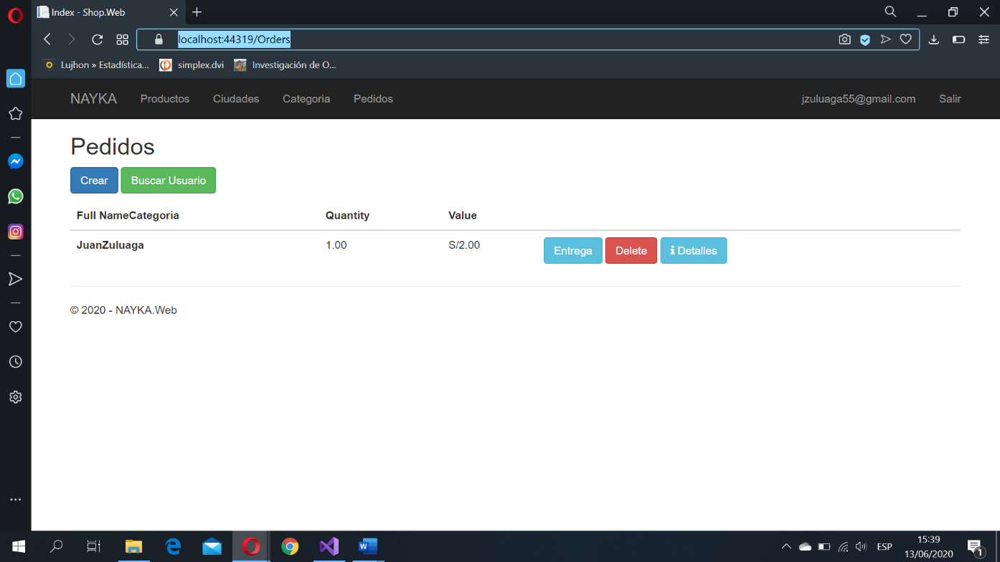 Index - Shop.Web
localhost:44319/Orders
Lujhon » Estadística... simplex.dvi Investigación de O...
NAYKA Productos Ciudades Categoria Pedidos jzuluaga55@gmail.com Salir
Pedidos
Crear Buscar Usuario
Full NameCategoria Quantity Value
JuanZuluaga 1.00 S/2.00 Entrega Delete Detalles
© 2020 - NAYKA.Web
ESP 15:39
13/06/2020 1